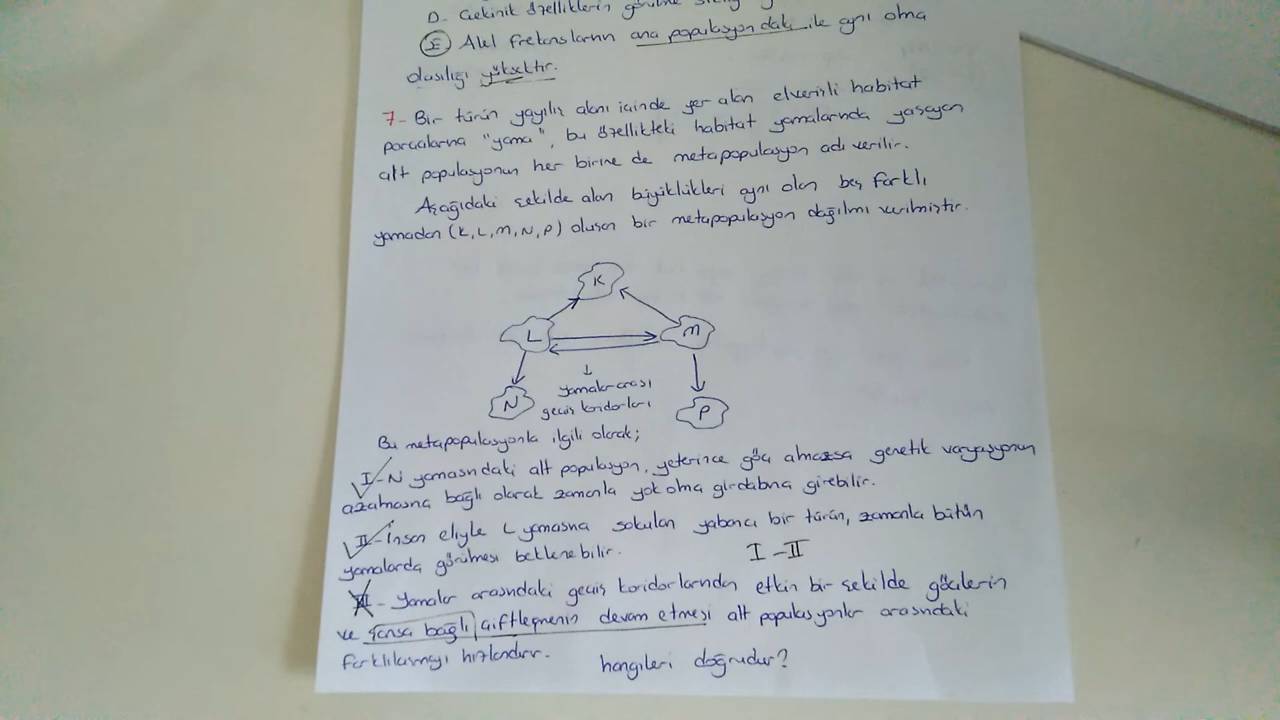 D- Çekinik özelliklerin görülme
E Alel frekanslarının ana populasyondaki ile aynı olma
olasılığı yüksektir.
7- Bir türün yayılış alanı içinde yer alan elverişli habitat
parçalarına "yama", bu özellikteki habitat yamalarında yaşayan
alt populasyonun her birine de metapopulasyon adı verilir.
Aşağıdaki şekilde alan büyüklükleri aynı olan beş farklı
yamadan (K, L, M, N, P) oluşan bir metapopulasyon dağılımı verilmiştir.
K
L
M
yamalar arası
geçiş koridorları
N
P
Bu metapopulasyonla ilgili olarak;
I- N yamasındaki alt populasyon, yeterince göç almazsa genetik varyasyonun
azalmasına bağlı olarak zamanla yok olma girdabına girebilir.
II- İnsan eliyle L yamasına sokulan yabancı bir türün, zamanla bütün
yamalarda görülmesi beklenebilir.
I - II
III- Yamalar arasındaki geçiş koridorlarından etkin bir şekilde göçlerin
ve şansa bağlı çiftleşmenin devam etmesi alt populasyonlar arasındaki
farklılaşmayı hızlandırır. hangileri doğrudur?